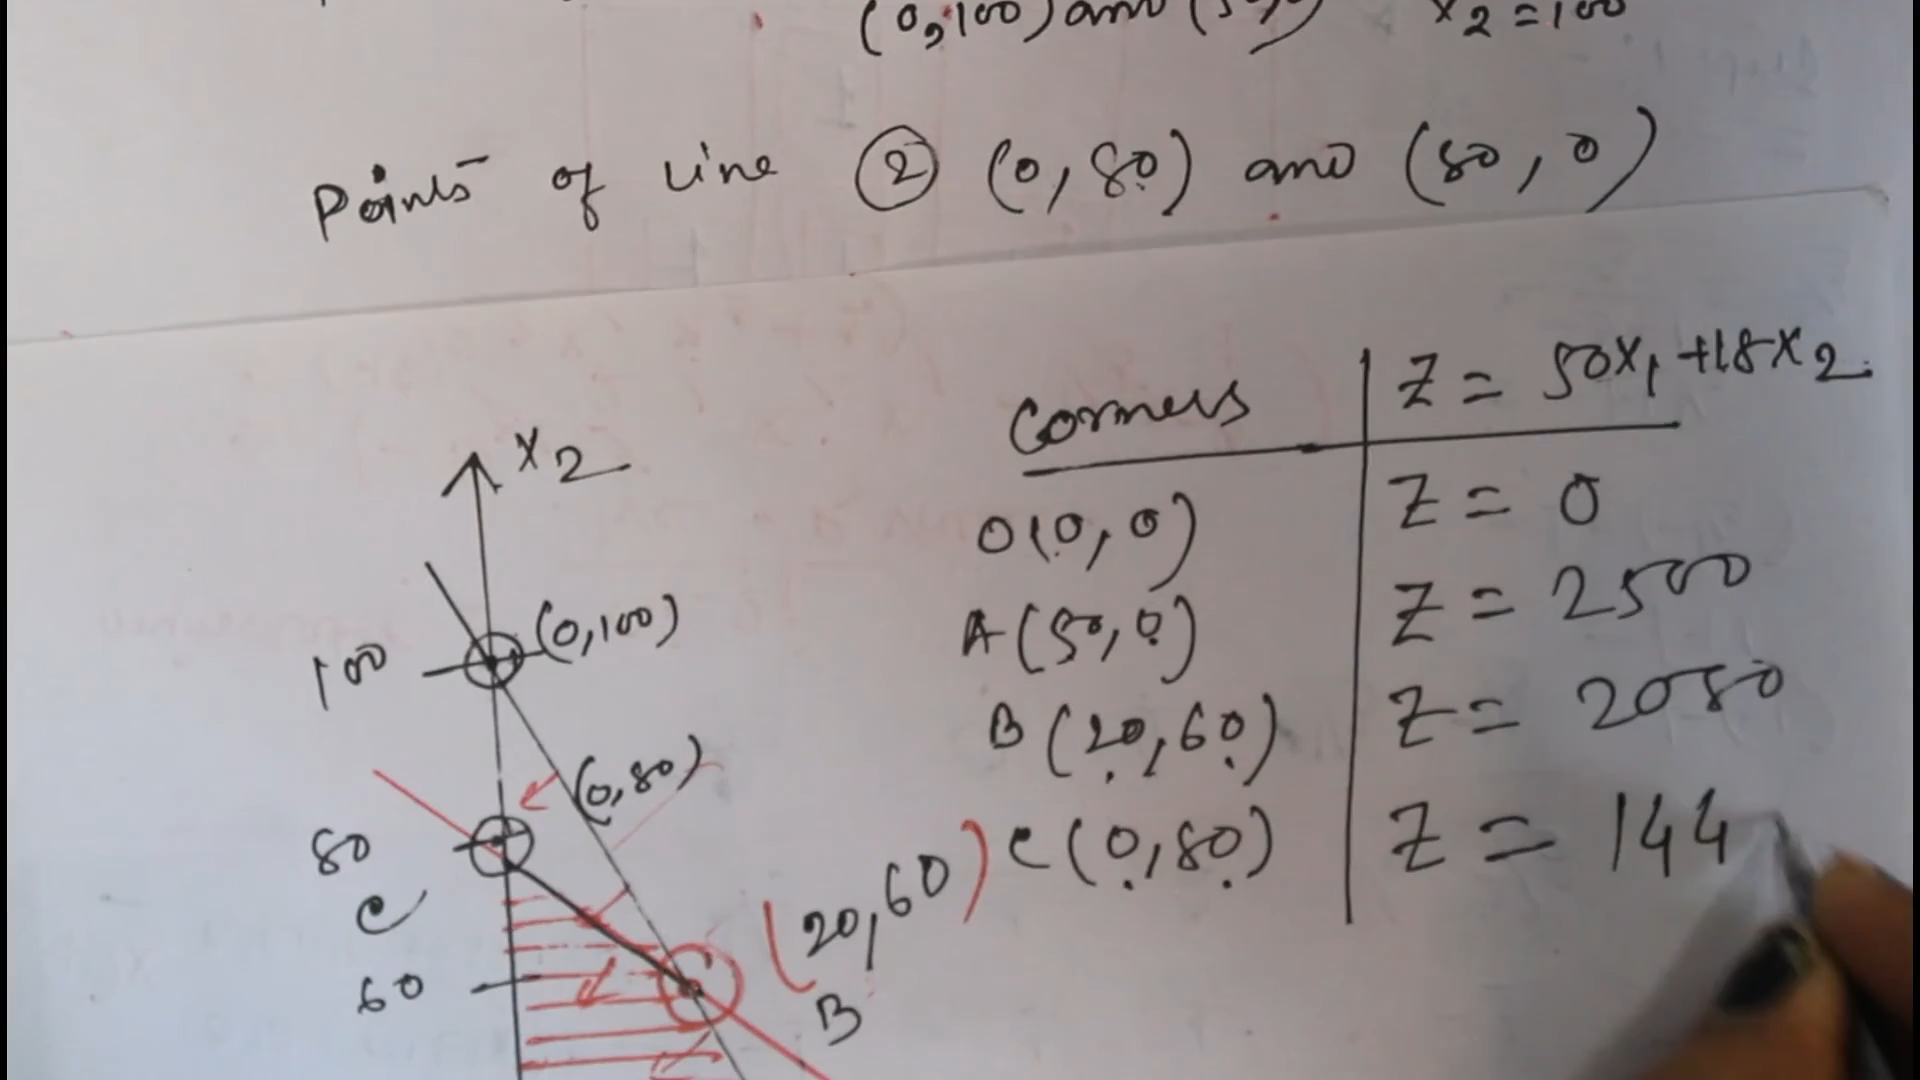 (0,100) and (50,0) x2 = 100
Points of line ② (0,80) and (80,0)
Corners Z = 50x1+18x2
O(0,0) Z = 0
A(50,0) Z = 2500
B(20,60) Z = 2080
C(0,80) Z = 144
x2
100 (0,100)
(0,80)
80
C
(20,60)
60
B